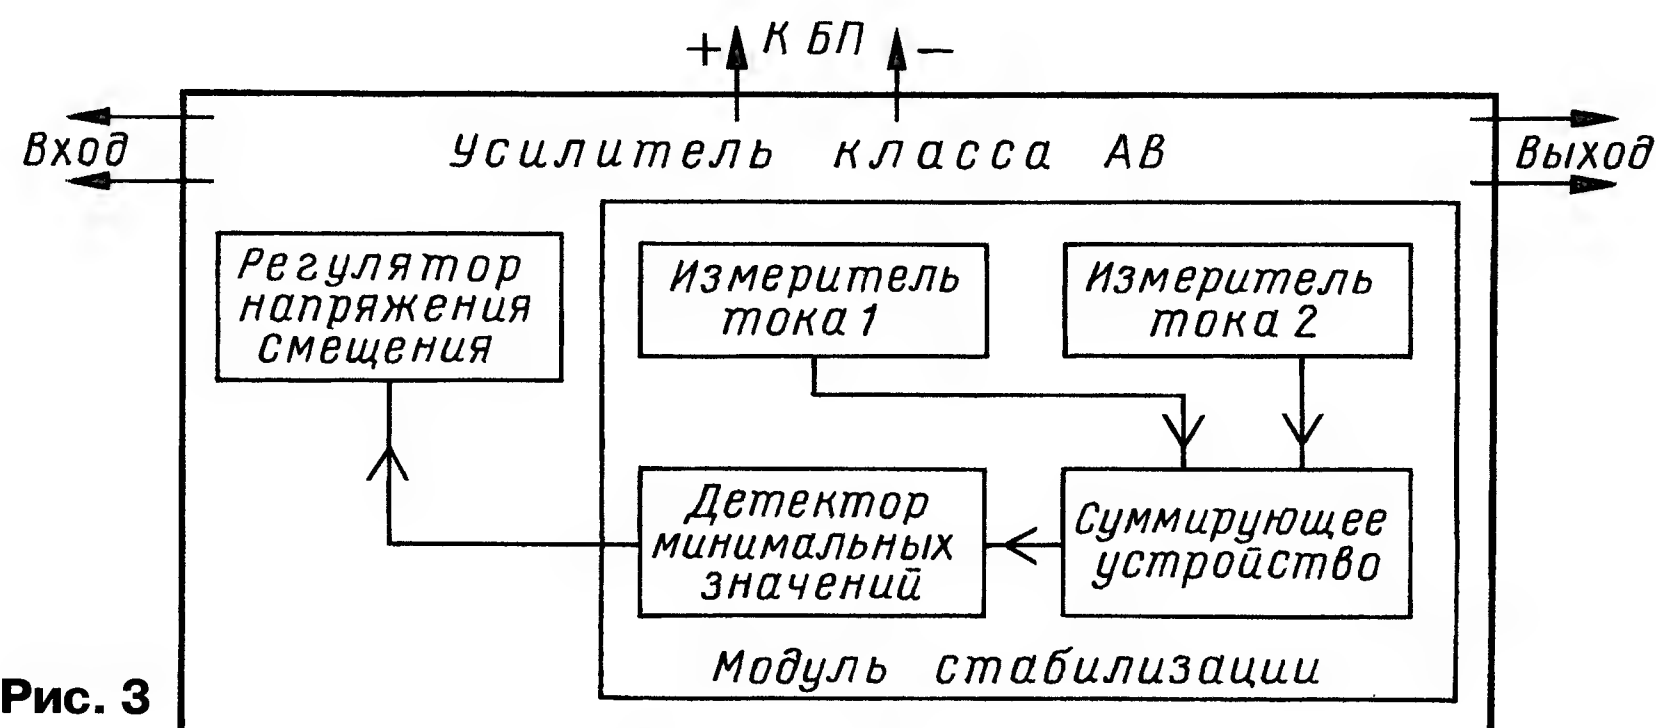 + К БП –
Вход
Усилитель класса АВ
Выход
Регулятор
напряжения
смещения
Измеритель
тока 1
Измеритель
тока 2
Детектор
минимальных
значений
Суммирующее
устройство
Модуль стабилизации
Рис. 3